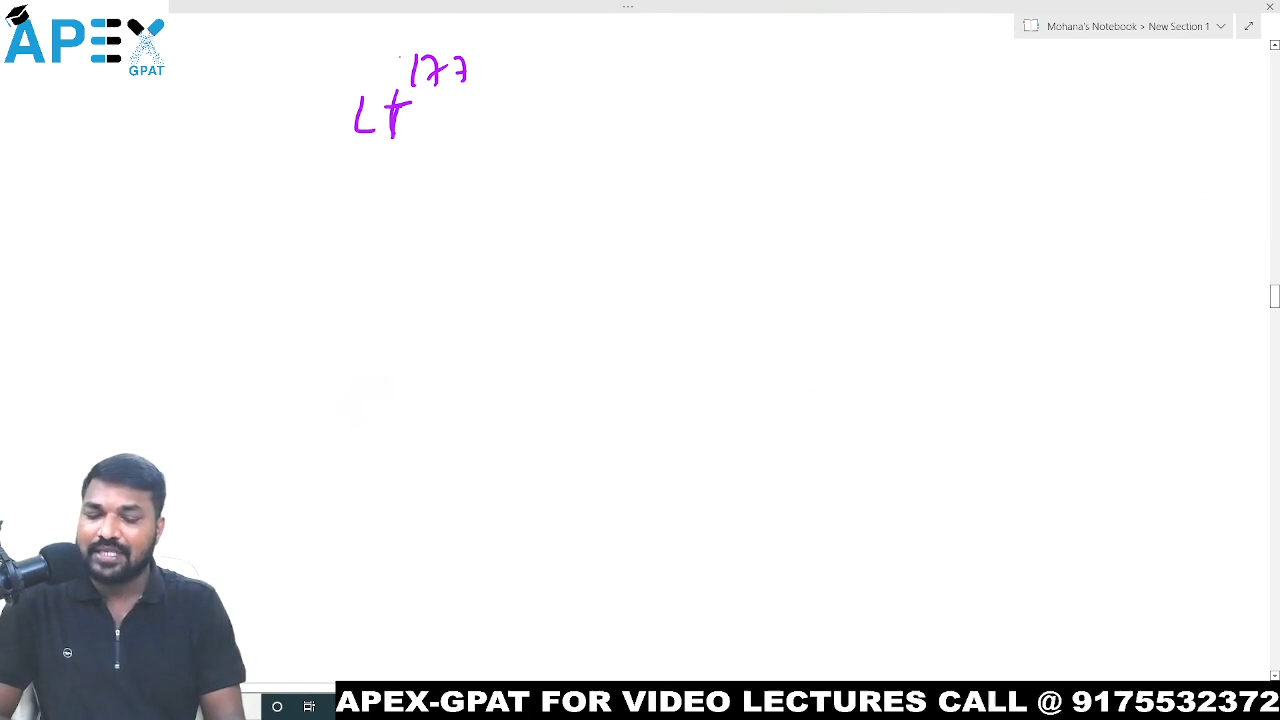 APEX
GPAT
Mohana's Notebook > New Section 1
177
Lt
APEX-GPAT FOR VIDEO LECTURES CALL @ 9175532372